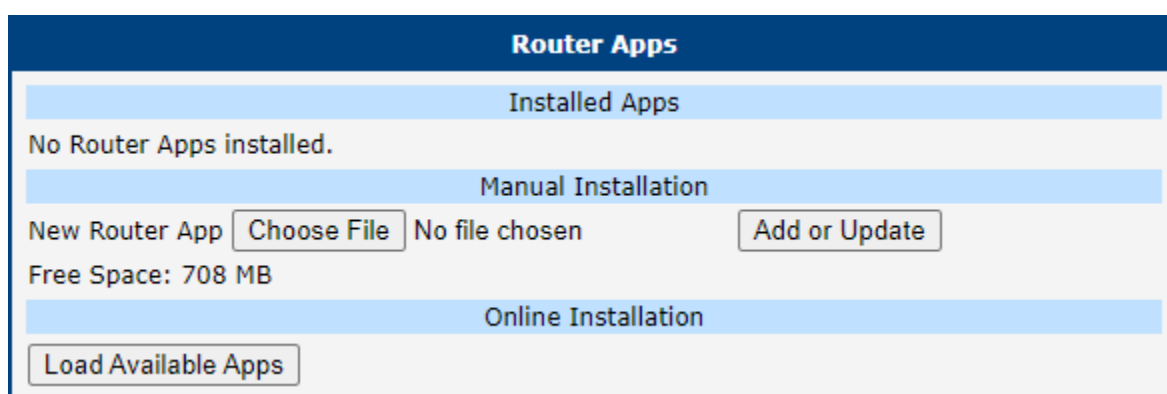 Router Apps
Installed Apps
No Router Apps installed.
Manual Installation
New Router App Choose File No file chosen Add or Update
Free Space: 708 MB
Online Installation
Load Available Apps